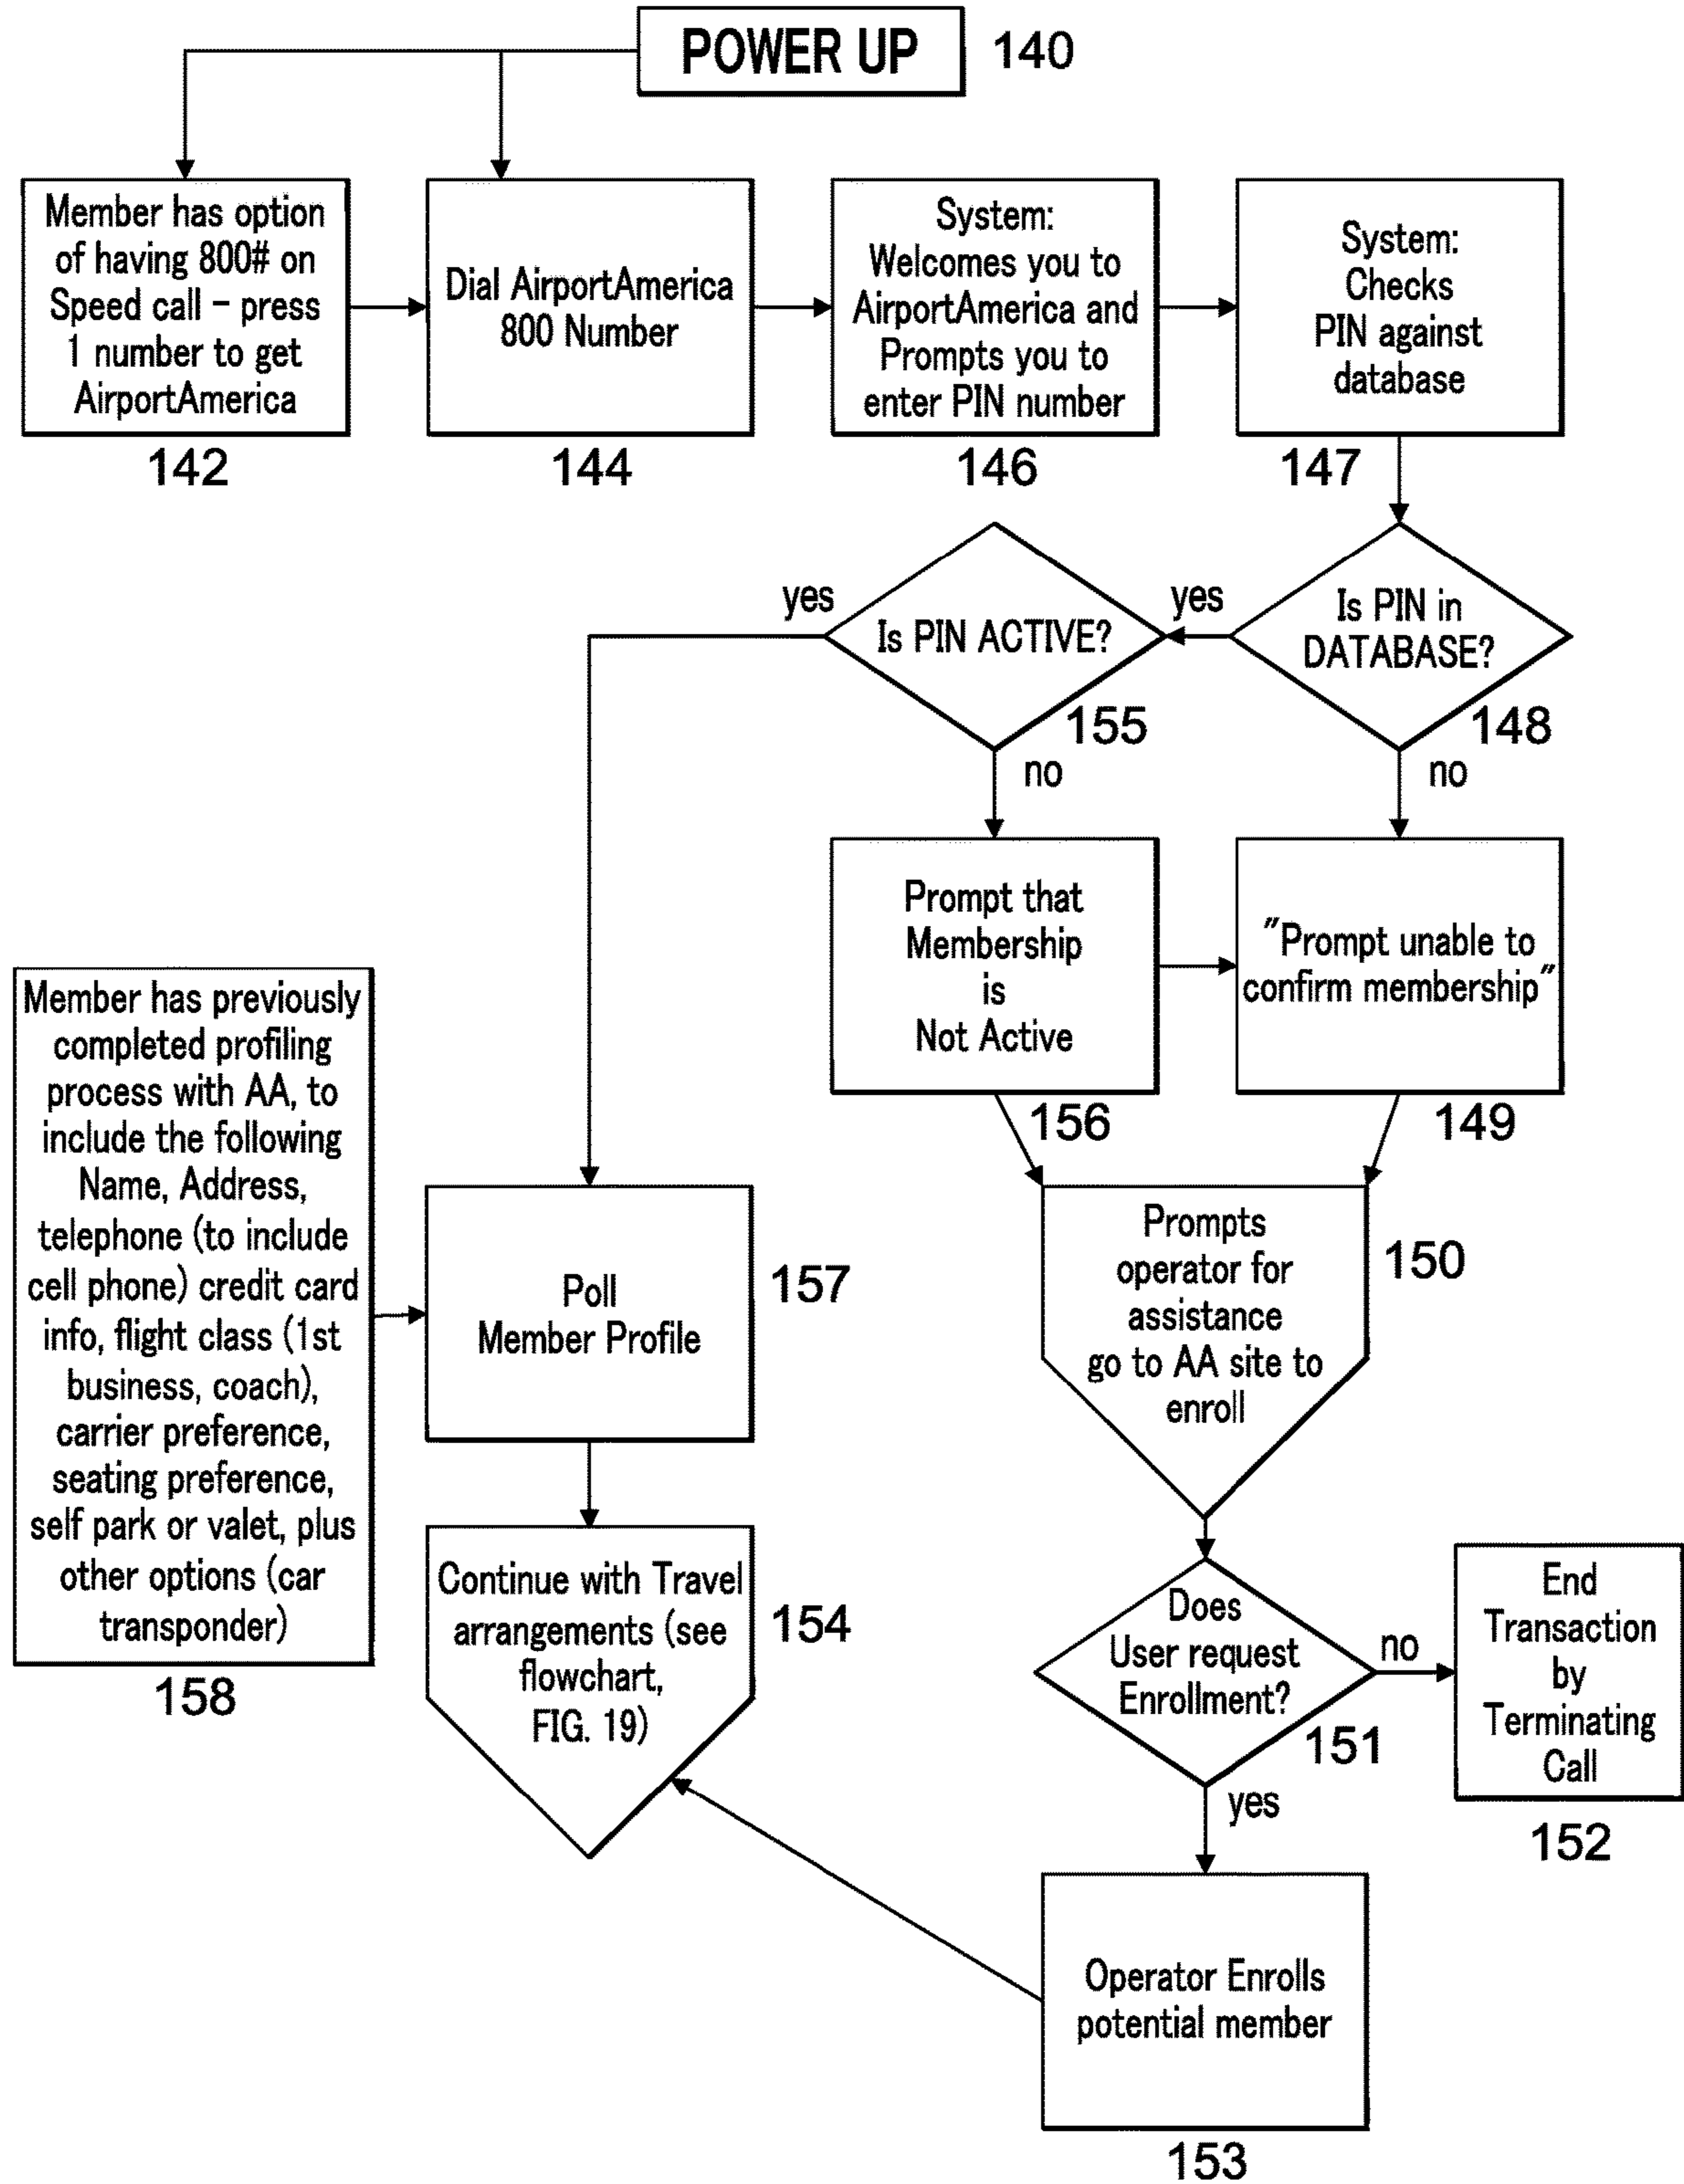 POWER UP
140
Member has option
of having 800# on
Speed call - press
1 number to get
AirportAmerica
142
Dial AirportAmerica
800 Number
144
System:
Welcomes you to
AirportAmerica and
Prompts you to
enter PIN number
146
System:
Checks
PIN against
database
147
Is PIN in
DATABASE?
148
yes
no
Is PIN ACTIVE?
155
yes
no
Prompt that
Membership
is
Not Active
156
"Prompt unable to
confirm membership"
149
Member has previously
completed profiling
process with AA, to
include the following
Name, Address,
telephone (to include
cell phone) credit card
info, flight class (1st
business, coach),
carrier preference,
seating preference,
self park or valet, plus
other options (car
transponder)
158
Poll
Member Profile
157
Prompts
operator for
assistance
go to AA site to
enroll
150
Continue with Travel
arrangements (see
flowchart,
FIG. 19)
154
Does
User request
Enrollment?
151
no
yes
End
Transaction
by
Terminating
Call
152
Operator Enrolls
potential member
153